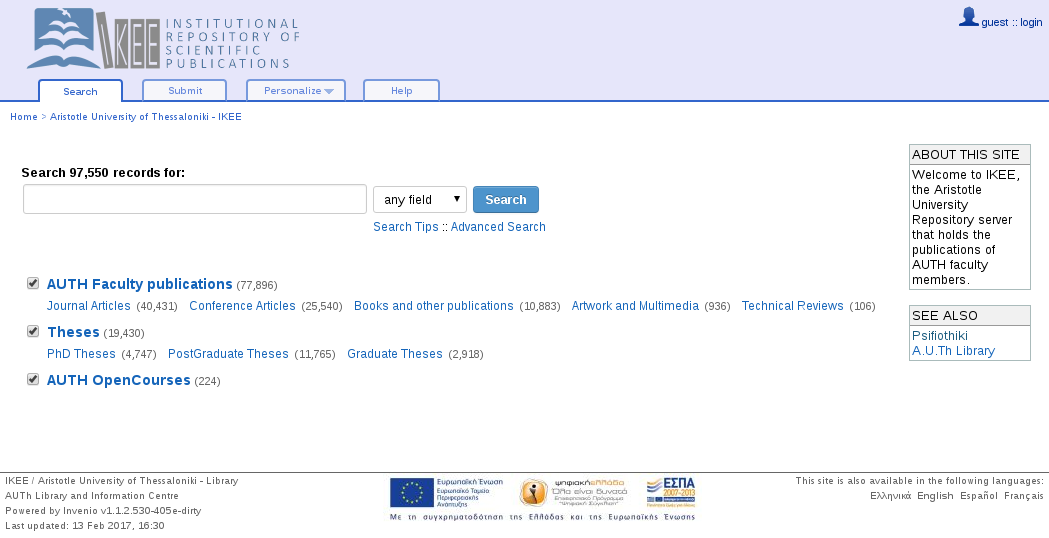 IKEE INSTITUTIONAL
REPOSITORY OF
SCIENTIFIC
PUBLICATIONS
guest :: login
Search Submit Personalize Help
Home > Aristotle University of Thessaloniki - IKEE
Search 97,550 records for:
any field Search
Search Tips :: Advanced Search
AUTH Faculty publications (77,896)
Journal Articles (40,431) Conference Articles (25,540) Books and other publications (10,883) Artwork and Multimedia (936) Technical Reviews (106)
Theses (19,430)
PhD Theses (4,747) PostGraduate Theses (11,765) Graduate Theses (2,918)
AUTH OpenCourses (224)
ABOUT THIS SITE
Welcome to IKEE,
the Aristotle
University
Repository server
that holds the
publications of
AUTH faculty
members.
SEE ALSO
Psifiothiki
A.U.Th Library
IKEE / Aristotle University of Thessaloniki - Library
AUTh Library and Information Centre
Powered by Invenio v1.1.2.530-405e-dirty
Last updated: 13 Feb 2017, 16:30
Ευρωπαϊκή Ένωση
Ευρωπαϊκό Ταμείο
Περιφερειακής
Ανάπτυξης
ψηφιακή ελλάδα
Όλα είναι δυνατά
ΕΣΠΑ
2007-2013
Με τη συγχρηματοδότηση της Ελλάδας και της Ευρωπαϊκής Ένωσης
This site is also available in the following languages:
Ελληνικά English Español Français